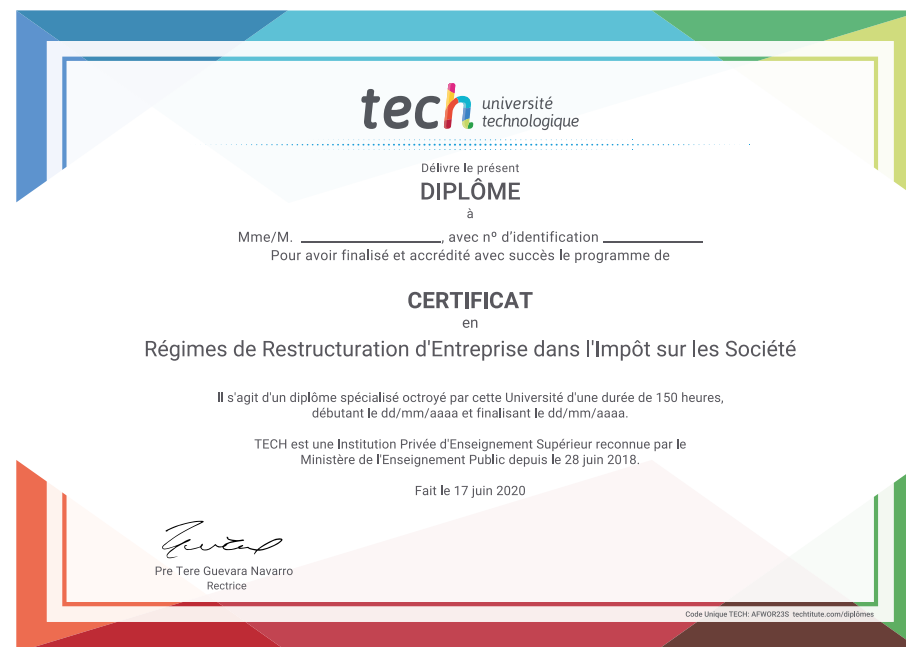 tech université
technologique
Délivre le présent
DIPLÔME
à
Mme/M. ____________________, avec nº d'identification ______________
Pour avoir finalisé et accrédité avec succès le programme de
CERTIFICAT
en
Régimes de Restructuration d'Entreprise dans l'Impôt sur les Société
Il s'agit d'un diplôme spécialisé octroyé par cette Université d'une durée de 150 heures,
débutant le dd/mm/aaaa et finalisant le dd/mm/aaaa.
TECH est une Institution Privée d'Enseignement Supérieur reconnue par le
Ministère de l'Enseignement Public depuis le 28 juin 2018.
Fait le 17 juin 2020
Pre Tere Guevara Navarro
Rectrice
Code Unique TECH: AFWOR23S techtitute.com/diplômes